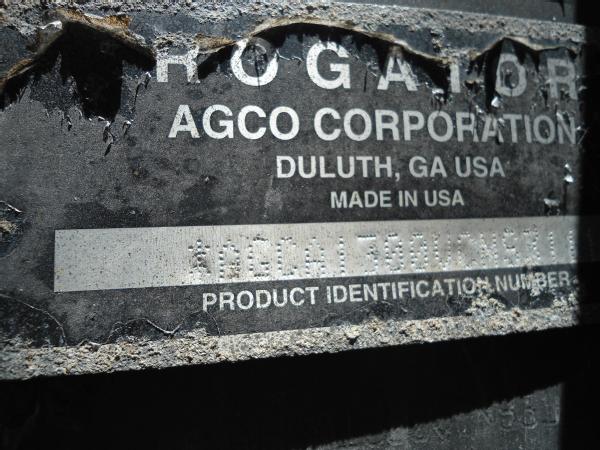 ROGATOR
AGCO CORPORATION
DULUTH, GA USA
MADE IN USA
PRODUCT IDENTIFICATION NUMBER